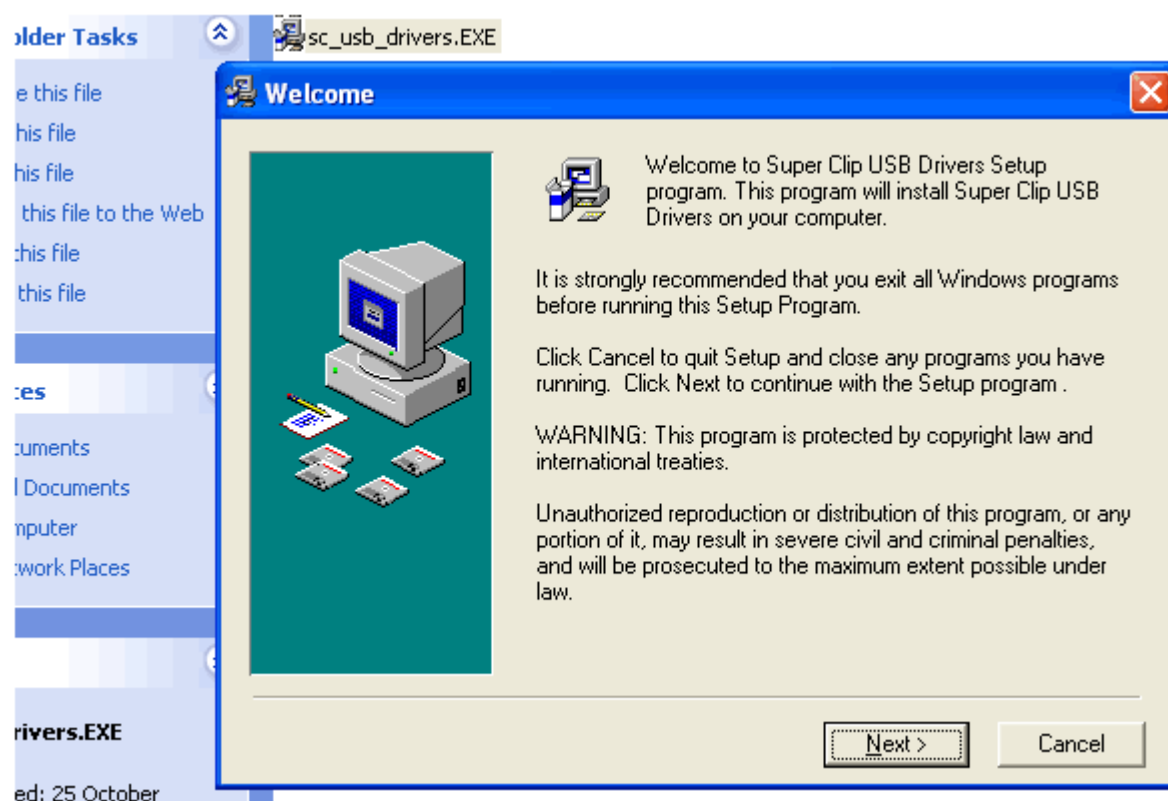 older Tasks
sc_usb_drivers.EXE
e this file
his file
his file
this file to the Web
this file
this file
ces
cuments
d Documents
mputer
twork Places
rivers.EXE
ed: 25 October
Welcome
Welcome to Super Clip USB Drivers Setup
program. This program will install Super Clip USB
Drivers on your computer.
It is strongly recommended that you exit all Windows programs
before running this Setup Program.
Click Cancel to quit Setup and close any programs you have
running.  Click Next to continue with the Setup program .
WARNING: This program is protected by copyright law and
international treaties.
Unauthorized reproduction or distribution of this program, or any
portion of it, may result in severe civil and criminal penalties,
and will be prosecuted to the maximum extent possible under
law.
Next >
Cancel